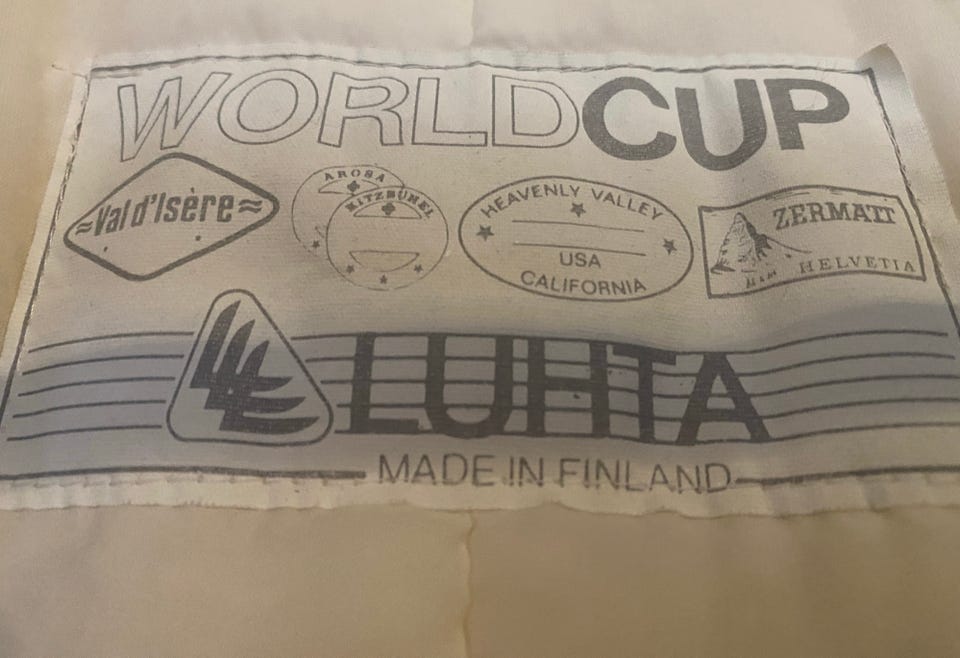 WORLDCUP
≈Val d'Isère≈
AROSA
KITZBÜHEL
HEAVENLY VALLEY
USA
CALIFORNIA
ZERMATT
HELVETIA
LUHTA
MADE IN FINLAND